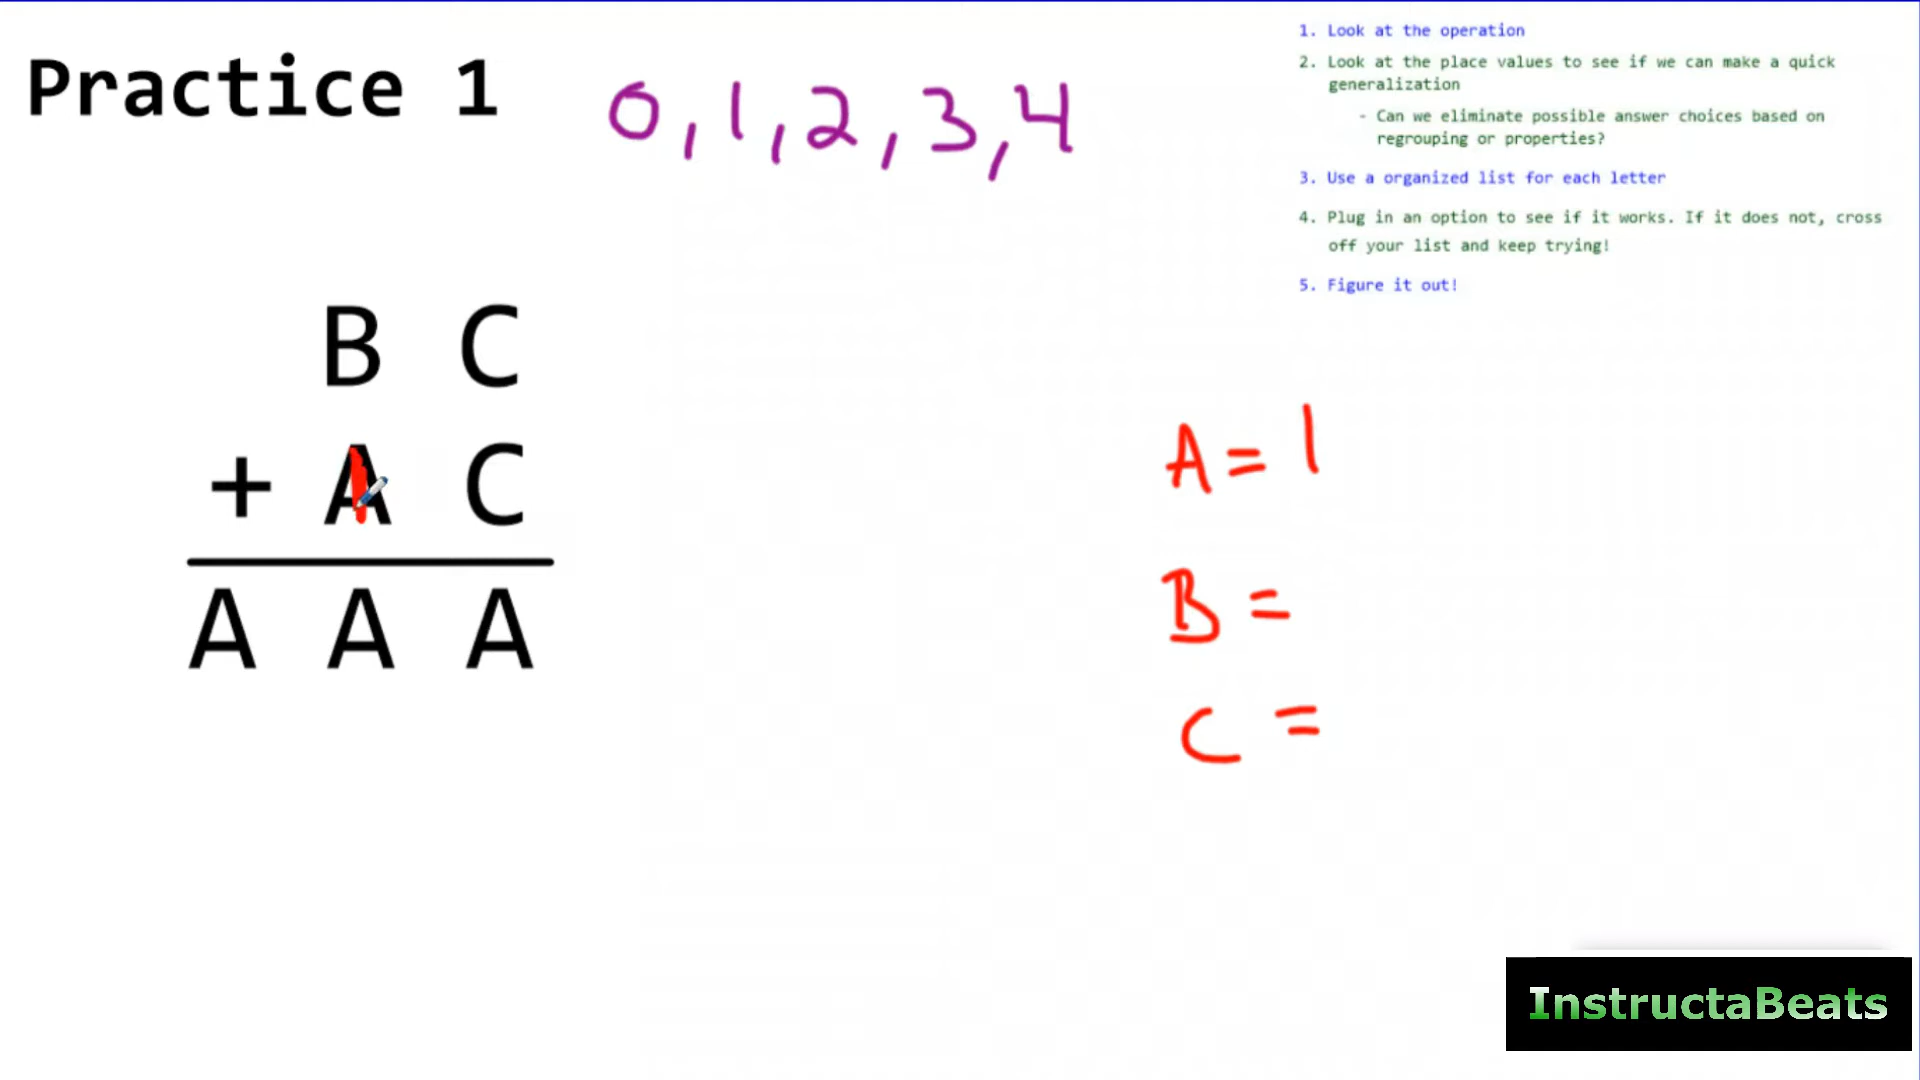 Practice 1
0, 1, 2, 3, 4
1. Look at the operation
2. Look at the place values to see if we can make a quick
generalization
- Can we eliminate possible answer choices based on
regrouping or properties?
3. Use a organized list for each letter
4. Plug in an option to see if it works. If it does not, cross
off your list and keep trying!
5. Figure it out!
B C
+ A C
A A A
A = 1
B =
C =
InstructaBeats